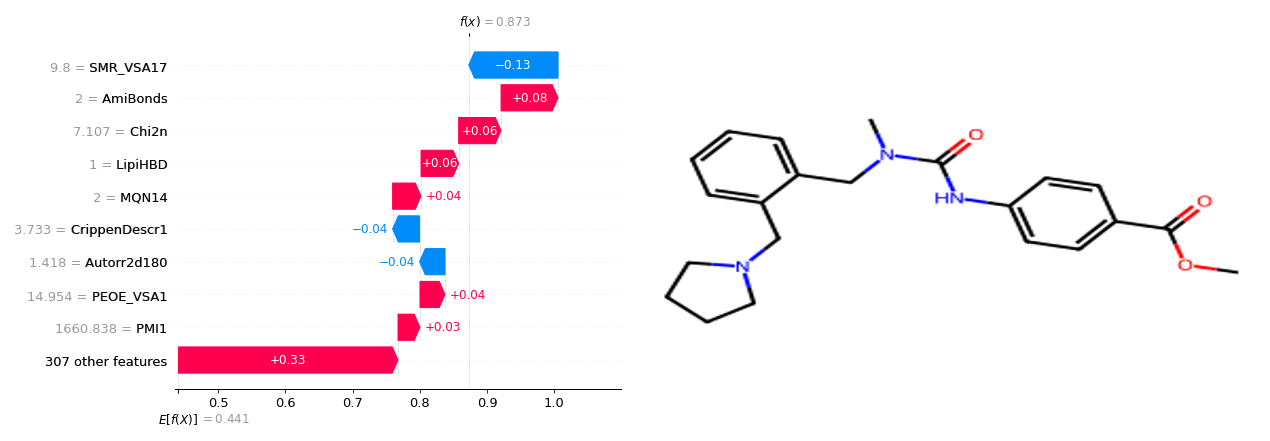 f(x) = 0.873
9.8 = SMR_VSA17
−0.13
2 = AmiBonds
+0.08
7.107 = Chi2n
+0.06
1 = LipiHBD
+0.06
2 = MQN14
+0.04
3.733 = CrippenDescr1
−0.04
1.418 = Autorr2d180
−0.04
14.954 = PEOE_VSA1
+0.04
1660.838 = PMI1
+0.03
307 other features
+0.33
0.5 0.6 0.7 0.8 0.9 1.0
E[f(X)] = 0.441
O
N
HN
O
O
N